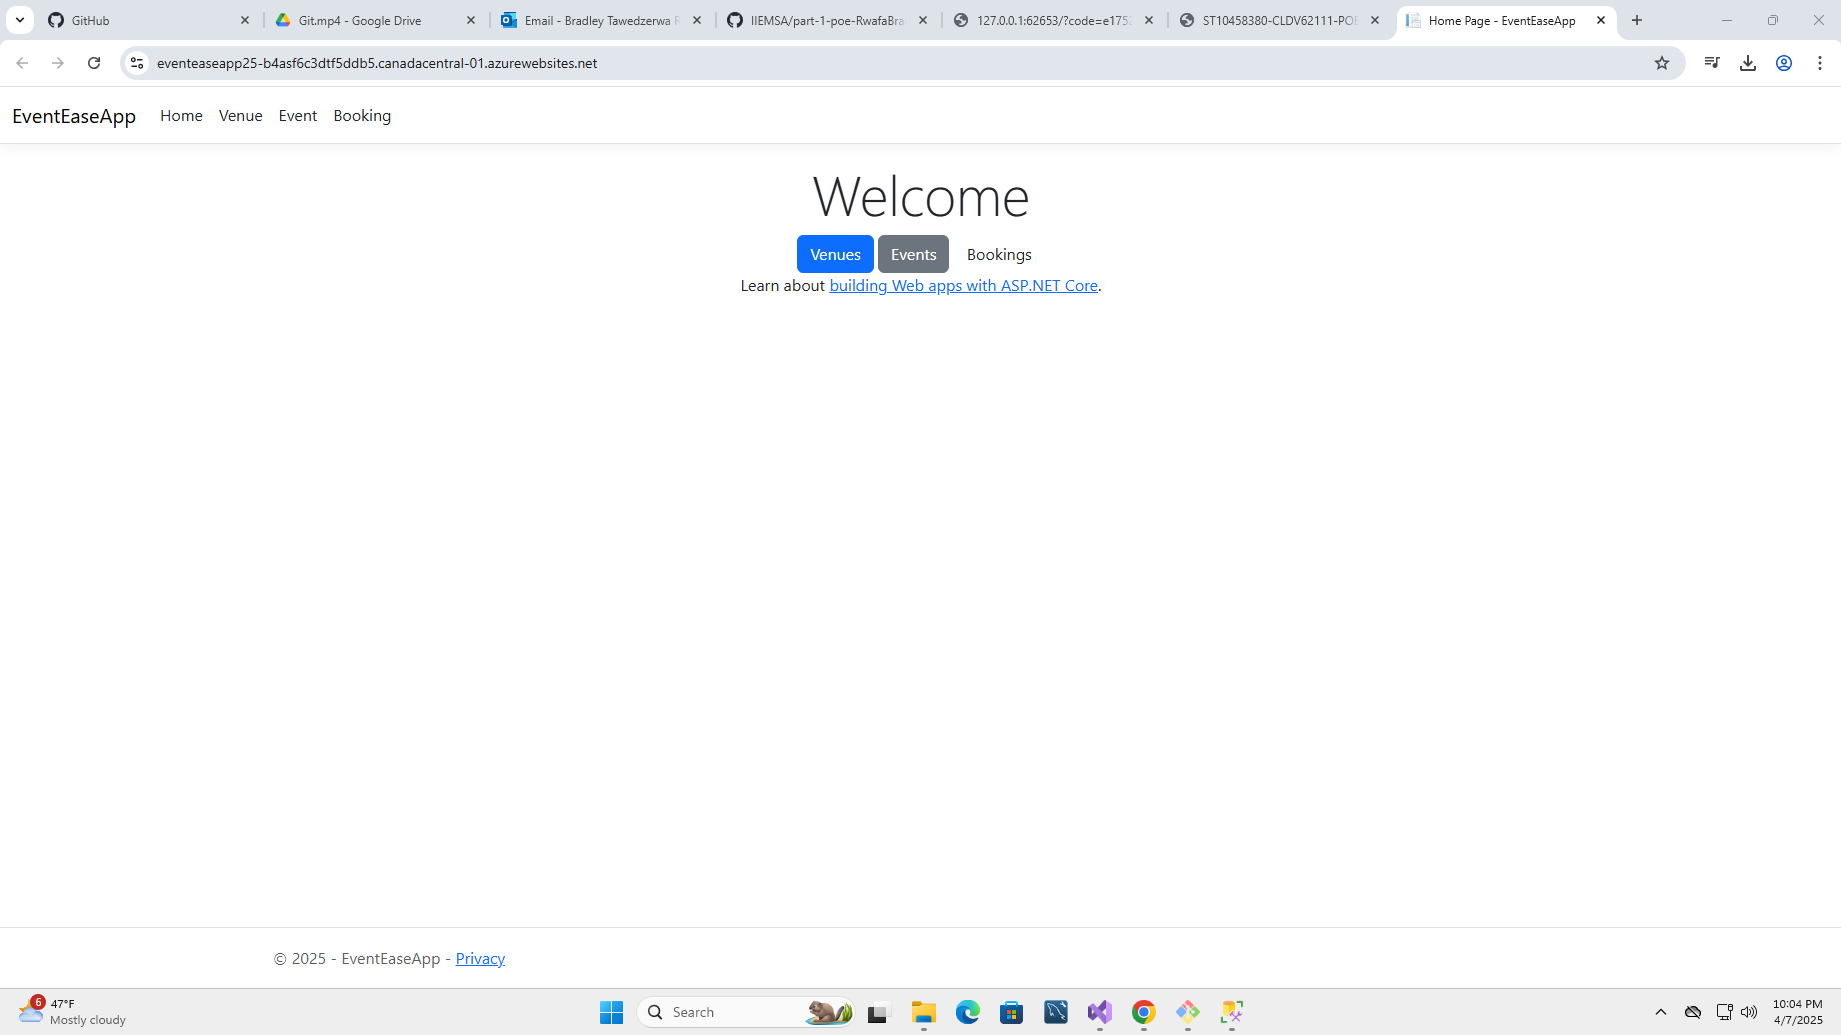 GitHub
Git.mp4 - Google Drive
Email - Bradley Tawedzerwa R
IIEMSA/part-1-poe-RwafaBra
127.0.0.1:62653/?code=e1752
ST10458380-CLDV62111-POE
Home Page - EventEaseApp
eventeaseapp25-b4asf6c3dtf5ddb5.canadacentral-01.azurewebsites.net
EventEaseApp Home Venue Event Booking
Welcome
Venues Events Bookings
Learn about building Web apps with ASP.NET Core.
© 2025 - EventEaseApp - Privacy
6
47°F
Mostly cloudy
Search
10:04 PM
4/7/2025